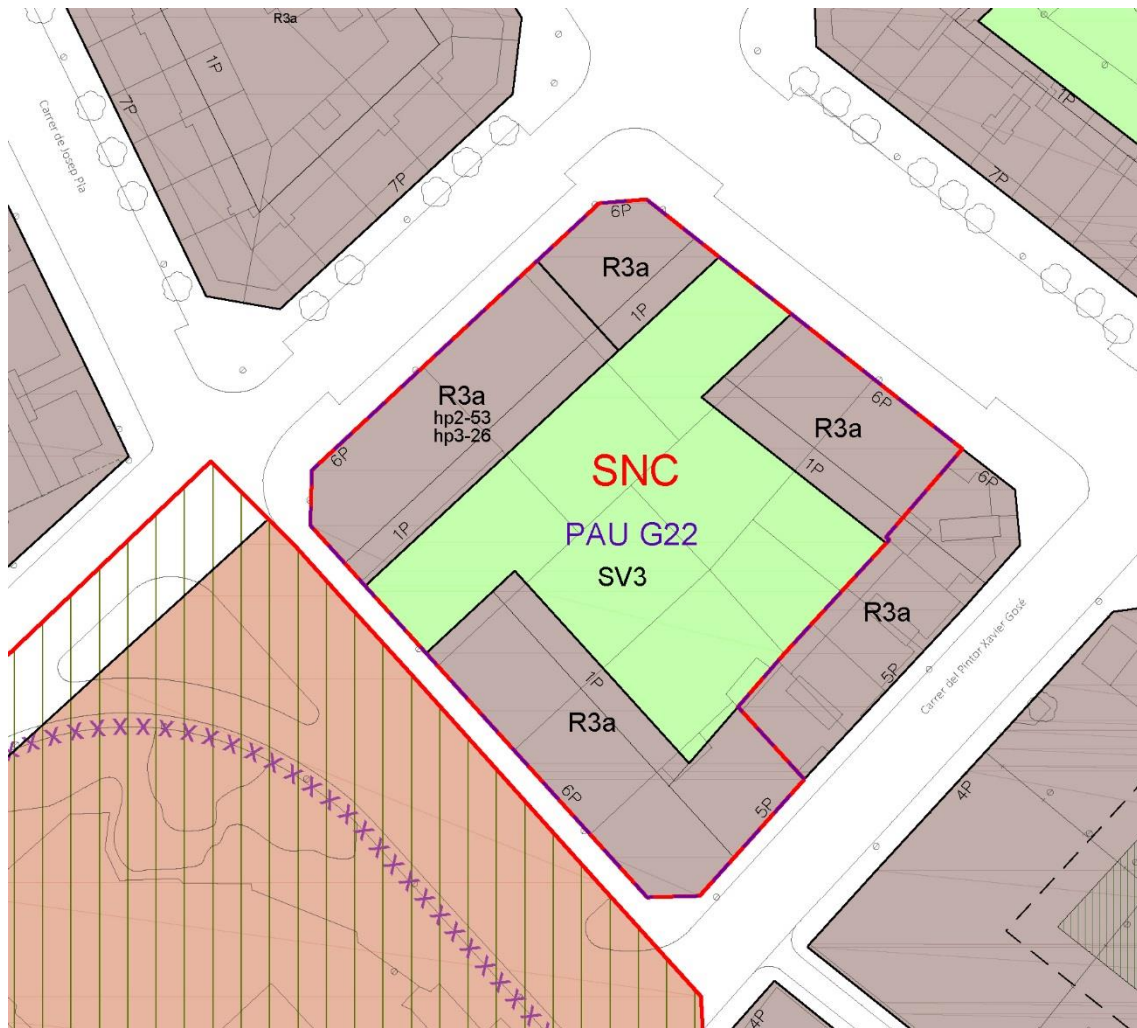 R3a
1P
7P
Carrer de Josep Pla
7P
1P
7P
6P
R3a
1P
R3a
hp2-53
hp3-26
6P
1P
6P
R3a
1P
6P
SNC
PAU G22
SV3
R3a
5P
Carrer del Pintor Xavier Gosé
1P
R3a
6P
5P
4P
4P